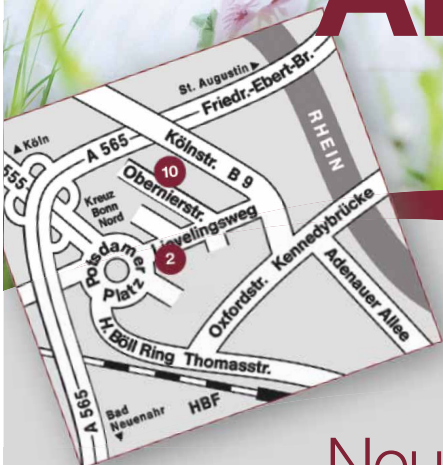 St. Augustin
Friedr.-Ebert-Br.
Köln
A 565
Kölnstr. B 9
RHEIN
555
10
Obernierstr.
Kreuz
Bonn
Nord
Lievelingsweg
Kennedybrücke
Potsdamer
Platz
2
Oxfordstr.
Adenauer Allee
H. Böll Ring Thomasstr.
A 565
Bad
Neuenahr
HBF